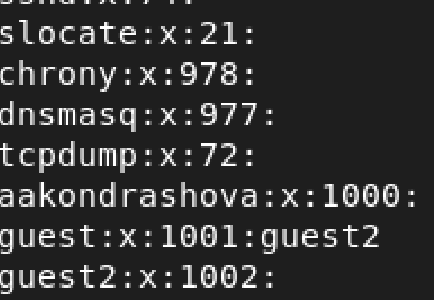 slocate:x:21:
chrony:x:978:
dnsmasq:x:977:
tcpdump:x:72:
aakondrashova:x:1000:
guest:x:1001:guest2
guest2:x:1002: